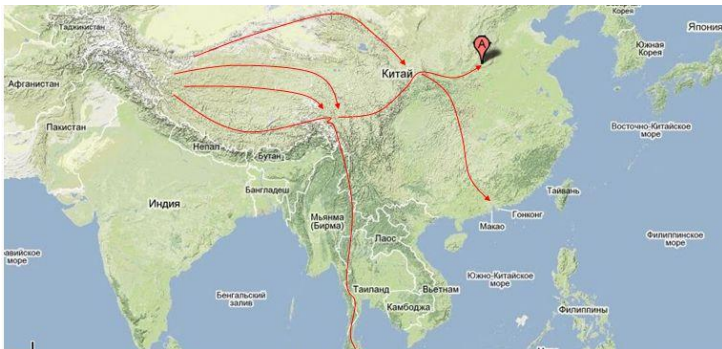 Таджикистан
Афганистан
Пакистан
Китай
A
Корея
Южная
Корея
Япония
Восточно-Китайское
море
Непал
Бутан
Бангладеш
Индия
Мьянма
(Бирма)
Лаос
Тайвань
Гонконг
Макао
Филиппинское
море
море
Бенгальский
залив
Таиланд
Вьетнам
Камбоджа
Южно-Китайское
море
Филиппины